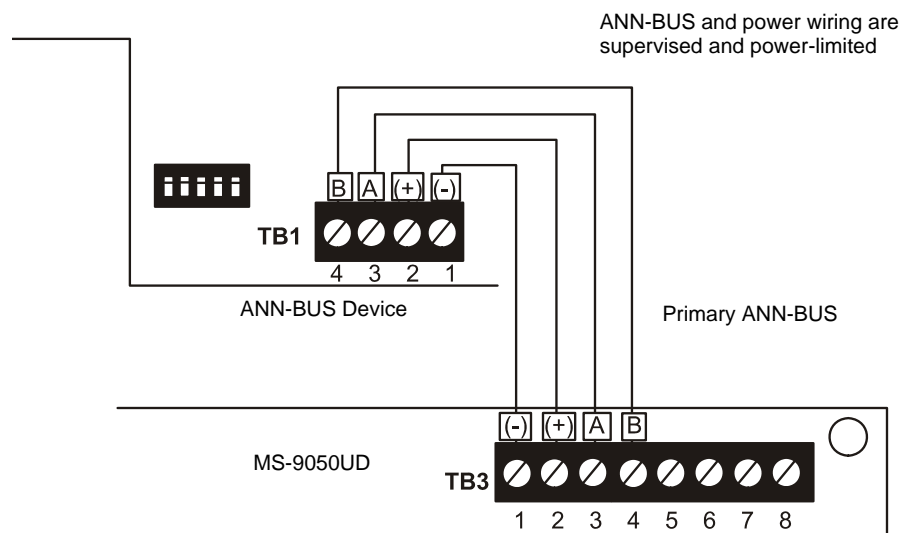 ANN-BUS and power wiring are
supervised and power-limited
B A (+) (-)
TB1
4 3 2 1
ANN-BUS Device
Primary ANN-BUS
(-) (+) A B
MS-9050UD
TB3
1 2 3 4 5 6 7 8